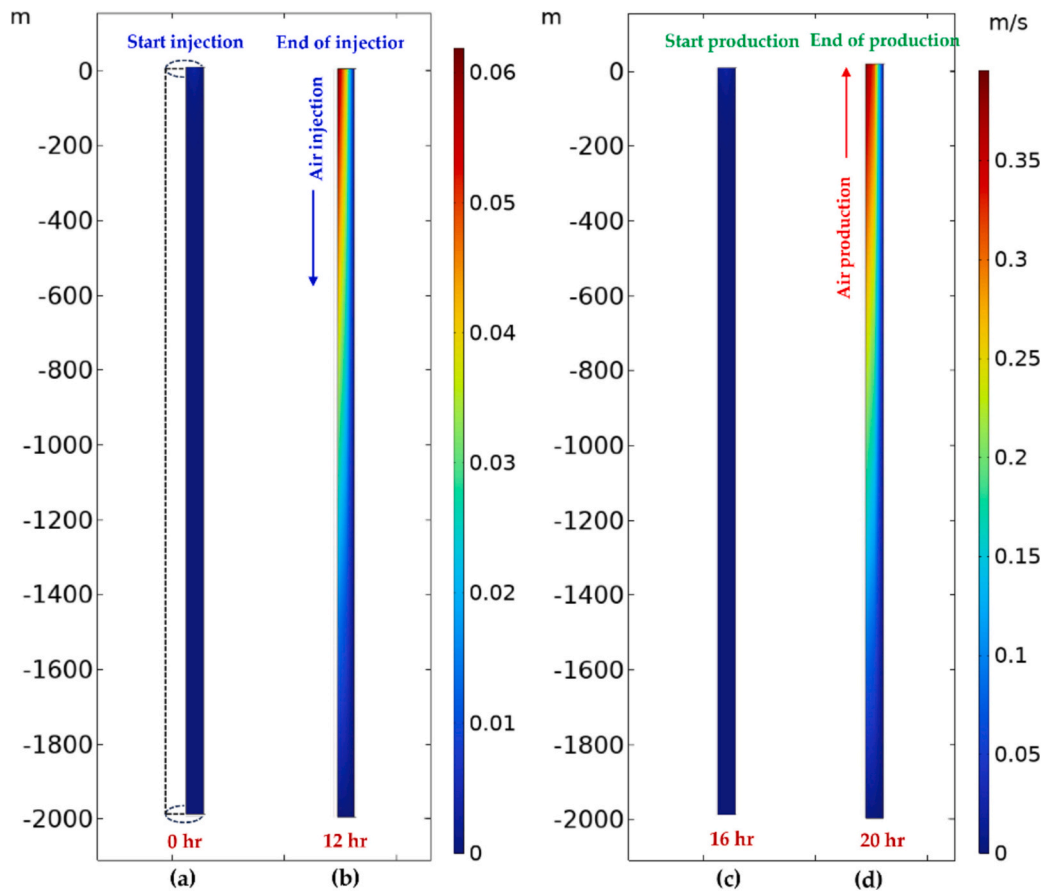 m
m
m/s
Start injection
End of injection
Start production
End of production
0
-200
-400
-600
-800
-1000
-1200
-1400
-1600
-1800
-2000
Air injection
0 hr
12 hr
(a)
(b)
0.06
0.05
0.04
0.03
0.02
0.01
0
0
-200
-400
-600
-800
-1000
-1200
-1400
-1600
-1800
-2000
Air production
16 hr
20 hr
(c)
(d)
0.35
0.3
0.25
0.2
0.15
0.1
0.05
0